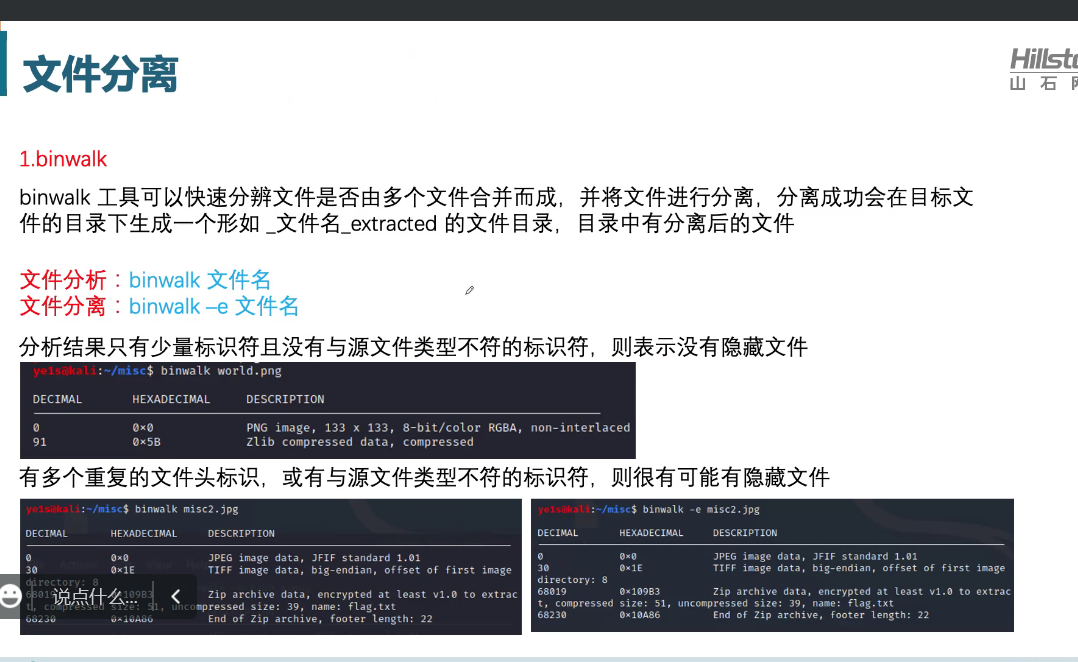 文件分离
Hillsto
山石网
1.binwalk
binwalk 工具可以快速分辨文件是否由多个文件合并而成，并将文件进行分离，分离成功会在目标文
件的目录下生成一个形如 _文件名_extracted 的文件目录，目录中有分离后的文件
文件分析：binwalk 文件名
文件分离：binwalk –e 文件名
分析结果只有少量标识符且没有与源文件类型不符的标识符，则表示没有隐藏文件
ye1s@kali:~/misc$ binwalk world.png
DECIMAL HEXADECIMAL DESCRIPTION
0 0×0 PNG image, 133 x 133, 8-bit/color RGBA, non-interlaced
91 0×5B Zlib compressed data, compressed
有多个重复的文件头标识，或有与源文件类型不符的标识符，则很有可能有隐藏文件
ye1s@kali:~/misc$ binwalk misc2.jpg
DECIMAL HEXADECIMAL DESCRIPTION
0 0×0 JPEG image data, JFIF standard 1.01
30 0×1E TIFF image data, big-endian, offset of first image
directory: 8
68019 0×109B3 Zip archive data, encrypted at least v1.0 to extrac
t, compressed size: 51, uncompressed size: 39, name: flag.txt
68230 0×10A86 End of Zip archive, footer length: 22
说点什么...
ye1s@kali:~/misc$ binwalk -e misc2.jpg
DECIMAL HEXADECIMAL DESCRIPTION
0 0×0 JPEG image data, JFIF standard 1.01
30 0×1E TIFF image data, big-endian, offset of first image
directory: 8
68019 0×109B3 Zip archive data, encrypted at least v1.0 to extrac
t, compressed size: 51, uncompressed size: 39, name: flag.txt
68230 0×10A86 End of Zip archive, footer length: 22